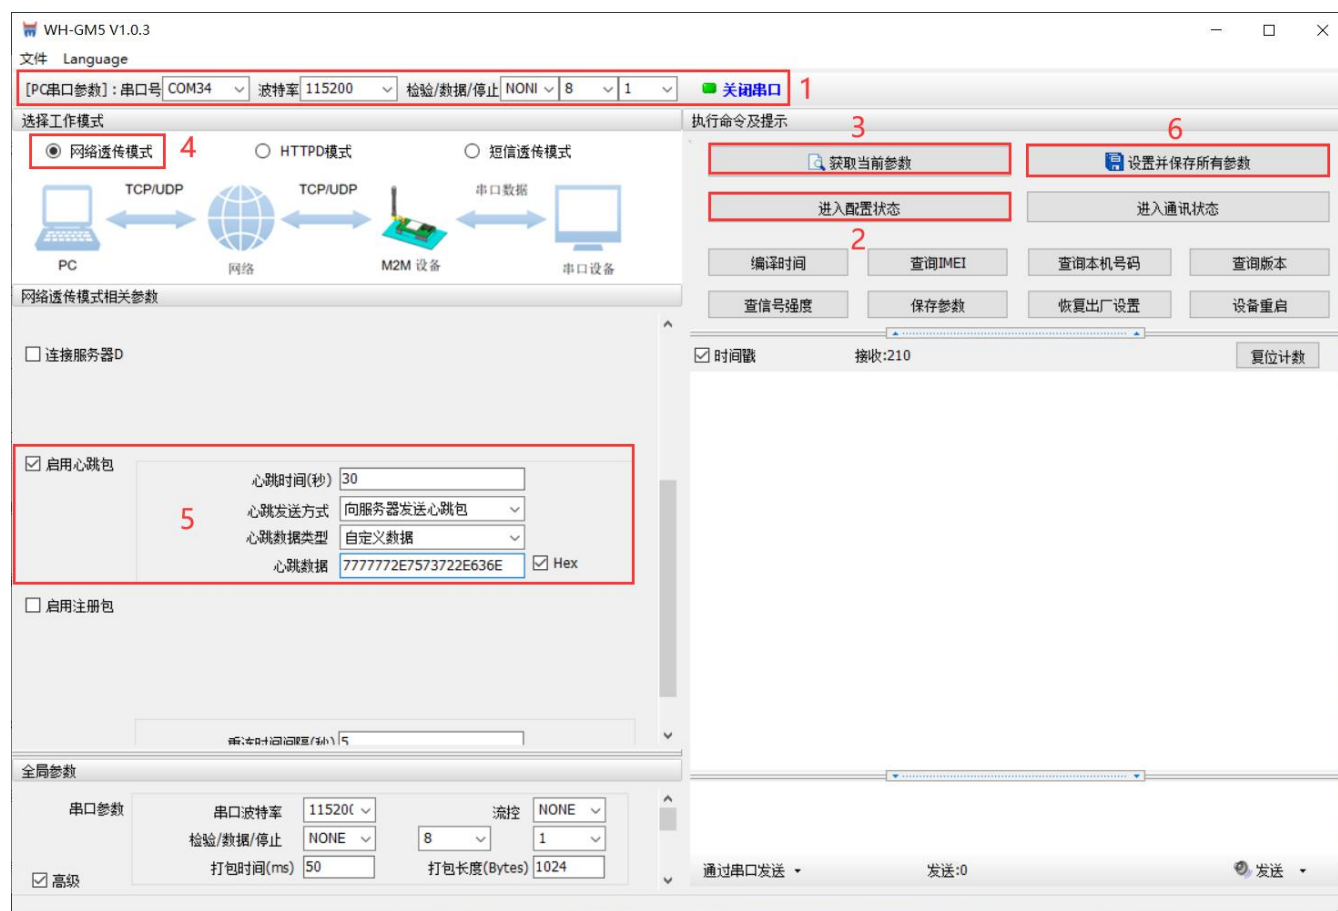 WH-GM5 V1.0.3
文件 Language
[PC串口参数]：串口号 COM34 波特率 115200 检验/数据/停止 NONI 8 1 关闭串口 1
选择工作模式
网络透传模式 4 HTTPD模式 短信透传模式
TCP/UDP TCP/UDP 串口数据
PC 网络 M2M 设备 串口设备
网络透传模式相关参数
连接服务器D
启用心跳包
心跳时间(秒) 30
心跳发送方式 向服务器发送心跳包
5
心跳数据类型 自定义数据
心跳数据 7777772E7573722E636E Hex
启用注册包
重连时间间隔(秒) 5
全局参数
串口参数 串口波特率 115200 流控 NONE
检验/数据/停止 NONE 8 1
打包时间(ms) 50 打包长度(Bytes) 1024
高级
执行命令及提示
3 6
获取当前参数 设置并保存所有参数
进入配置状态 进入通讯状态
2
编译时间 查询IMEI 查询本机号码 查询版本
查信号强度 保存参数 恢复出厂设置 设备重启
时间戳 接收:210 复位计数
通过串口发送 发送:0 发送